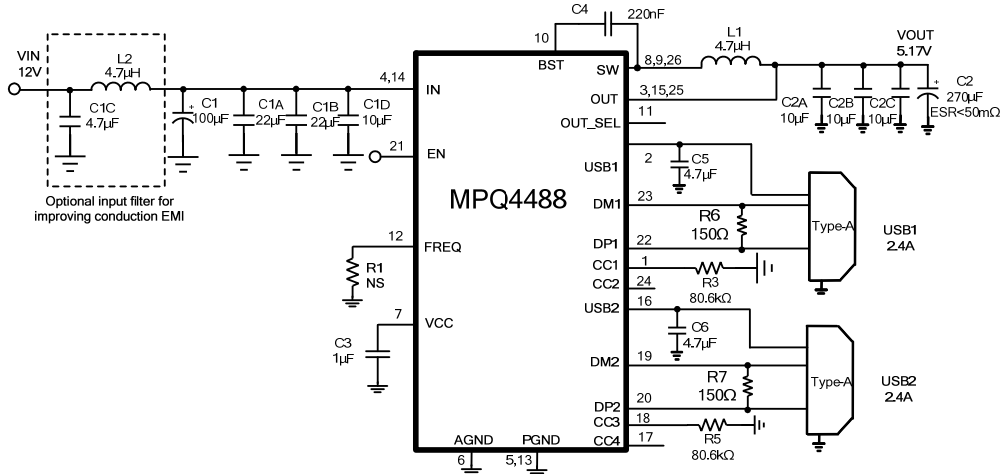 C4
220nF
10
BST
VIN
12V
L2
4.7μH
C1C
4.7μF
C1
100μF
C1A
22μF
C1B
22μF
C1D
10μF
4,14
IN
21
EN
Optional input filter for
improving conduction EMI
12
FREQ
R1
NS
7
VCC
C3
1μF
MPQ4488
AGND
6
PGND
5,13
SW
8,9,26
L1
4.7μH
VOUT
5.17V
OUT
3,15,25
OUT_SEL
11
C2A
10μF
C2B
10μF
C2C
10μF
C2
270μF
ESR<50mΩ
USB1
2
C5
4.7μF
DM1
23
R6
150Ω
DP1
22
Type-A
USB1
2.4A
CC1
1
R3
80.6kΩ
CC2
24
USB2
16
C6
4.7μF
DM2
19
R7
150Ω
DP2
20
Type-A
USB2
2.4A
CC3
18
R5
80.6kΩ
CC4
17